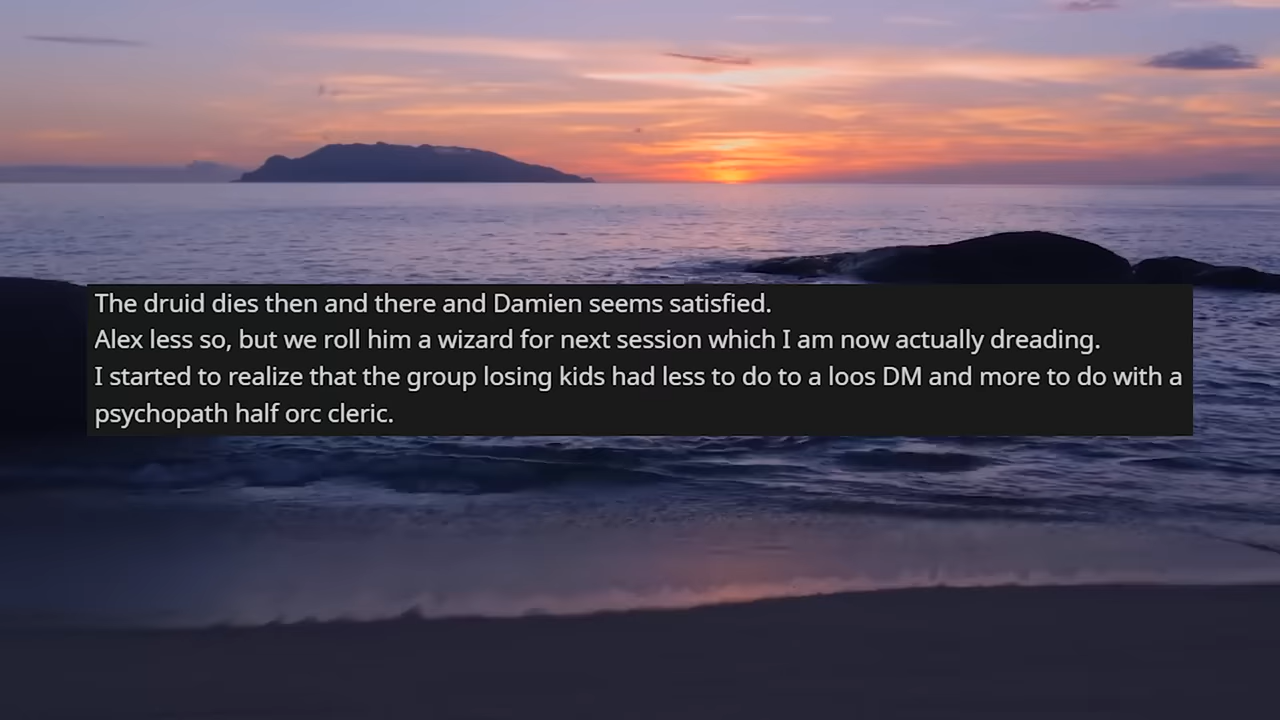 The druid dies then and there and Damien seems satisfied.
Alex less so, but we roll him a wizard for next session which I am now actually dreading.
I started to realize that the group losing kids had less to do to a loos DM and more to do with a
psychopath half orc cleric.